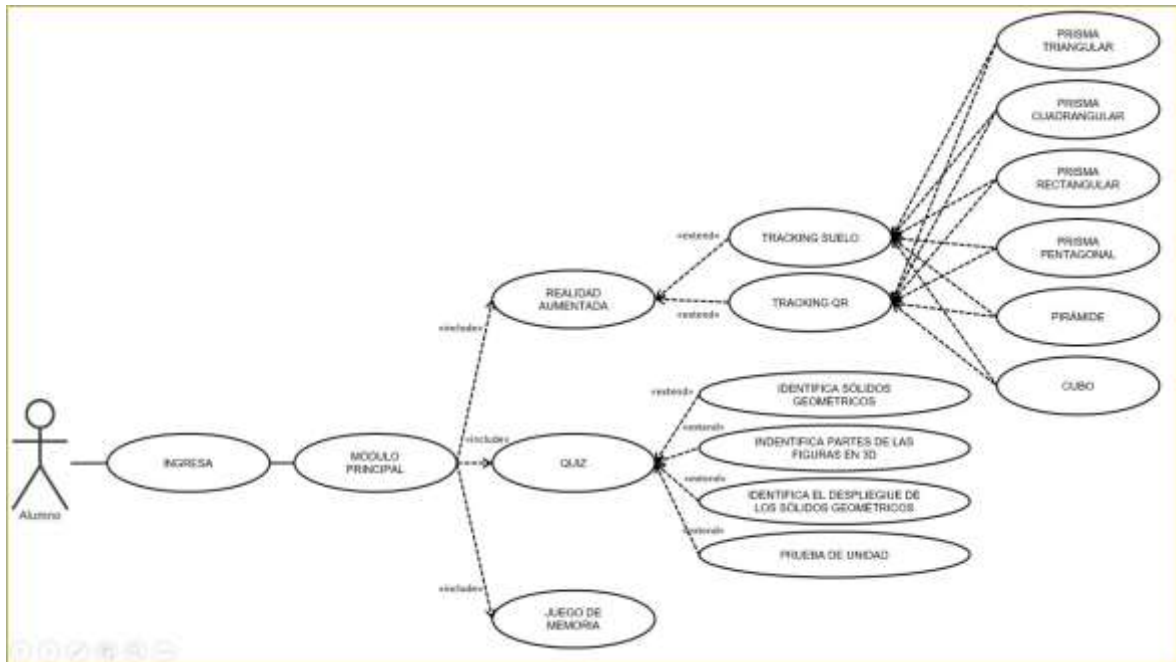 PRISMA
TRIANGULAR
PRISMA
CUADRANGULAR
PRISMA
RECTANGULAR
PRISMA
PENTAGONAL
PIRÁMIDE
CUBO
«extend»
TRACKING SUELO
TRACKING QR
«extend»
REALIDAD
AUMENTADA
«include»
«extend»
IDENTIFICA SÓLIDOS
GEOMÉTRICOS
«extend»
INDENTIFICA PARTES DE LAS
FIGURAS EN 3D
«extend»
IDENTIFICA EL DESPLIEGIUE DE
LOS SÓLIDOS GEOMÉTRICOS
«extend»
PRUEBA DE UNIDAD
Alumno
INGRESA
MÓDULO
PRINCIPAL
«include»
QUIZ
«include»
JUEGO DE
MEMORIA